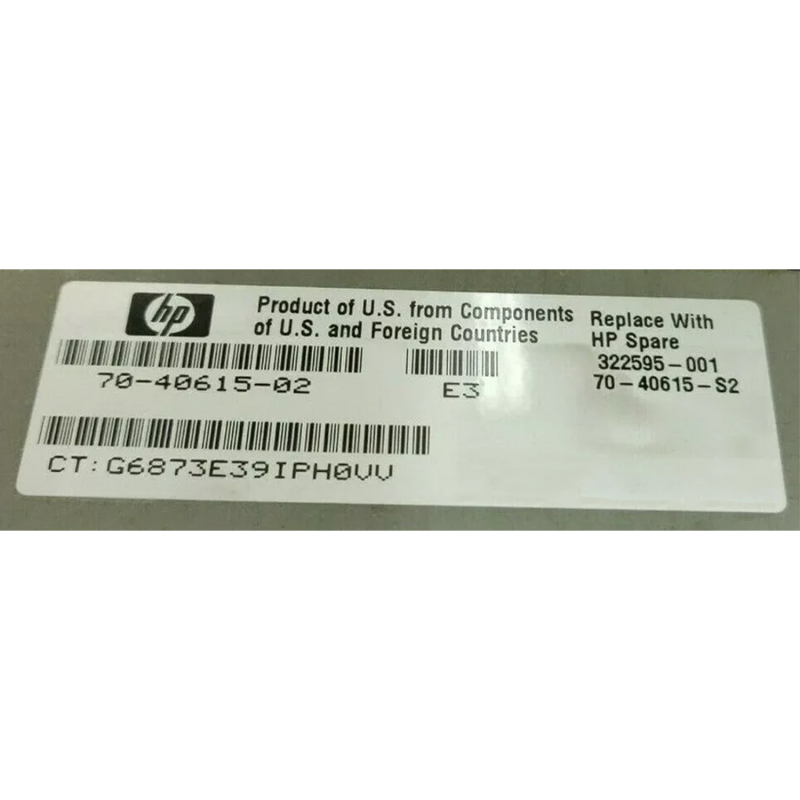 hp
Product of U.S. from Components
of U.S. and Foreign Countries
Replace With
HP Spare
322595-001
70-40615-S2
70-40615-02
E3
CT:G6873E39IPH0VV